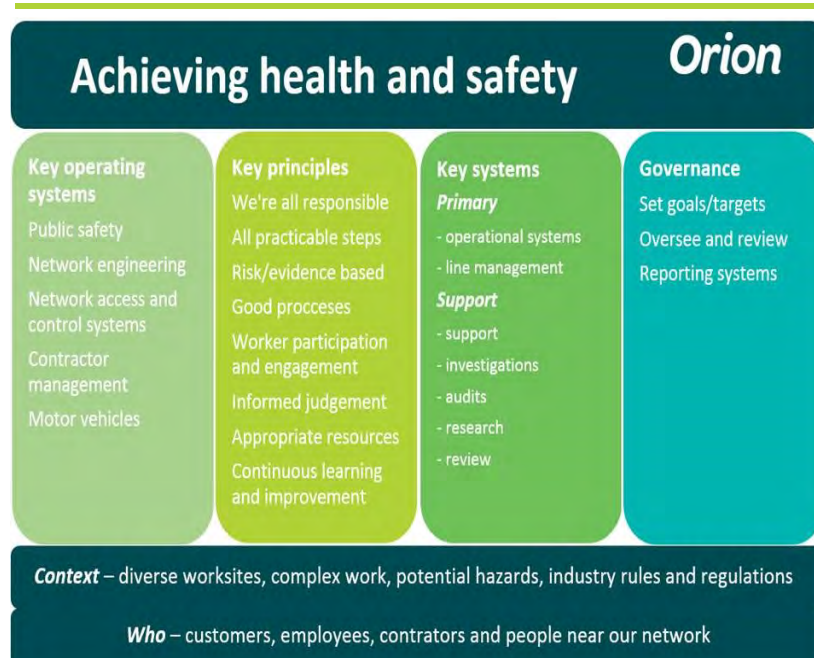 Achieving health and safety
Orion
Key operating
systems
Public safety
Network engineering
Network access and
control systems
Contractor
management
Motor vehicles
Key principles
We're all responsible
All practicable steps
Risk/evidence based
Good procceses
Worker participation
and engagement
Informed judgement
Appropriate resources
Continuous learning
and improvement
Key systems
Primary
- operational systems
- line management
Support
- support
- investigations
- audits
- research
- review
Governance
Set goals/targets
Oversee and review
Reporting systems
Context – diverse worksites, complex work, potential hazards, industry rules and regulations
Who – customers, employees, contrators and people near our network